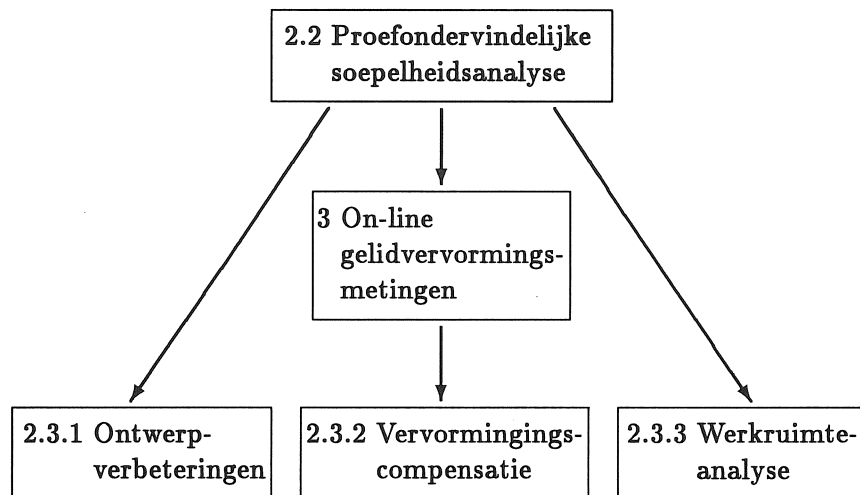 2.2 Proefondervindelijke
soepelheidsanalyse
3 On-line
gelidvervormings-
metingen
2.3.1 Ontwerp-
verbeteringen
2.3.2 Vervormingings-
compensatie
2.3.3 Werkruimte-
analyse